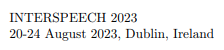 INTERSPEECH 2023
20-24 August 2023, Dublin, Ireland